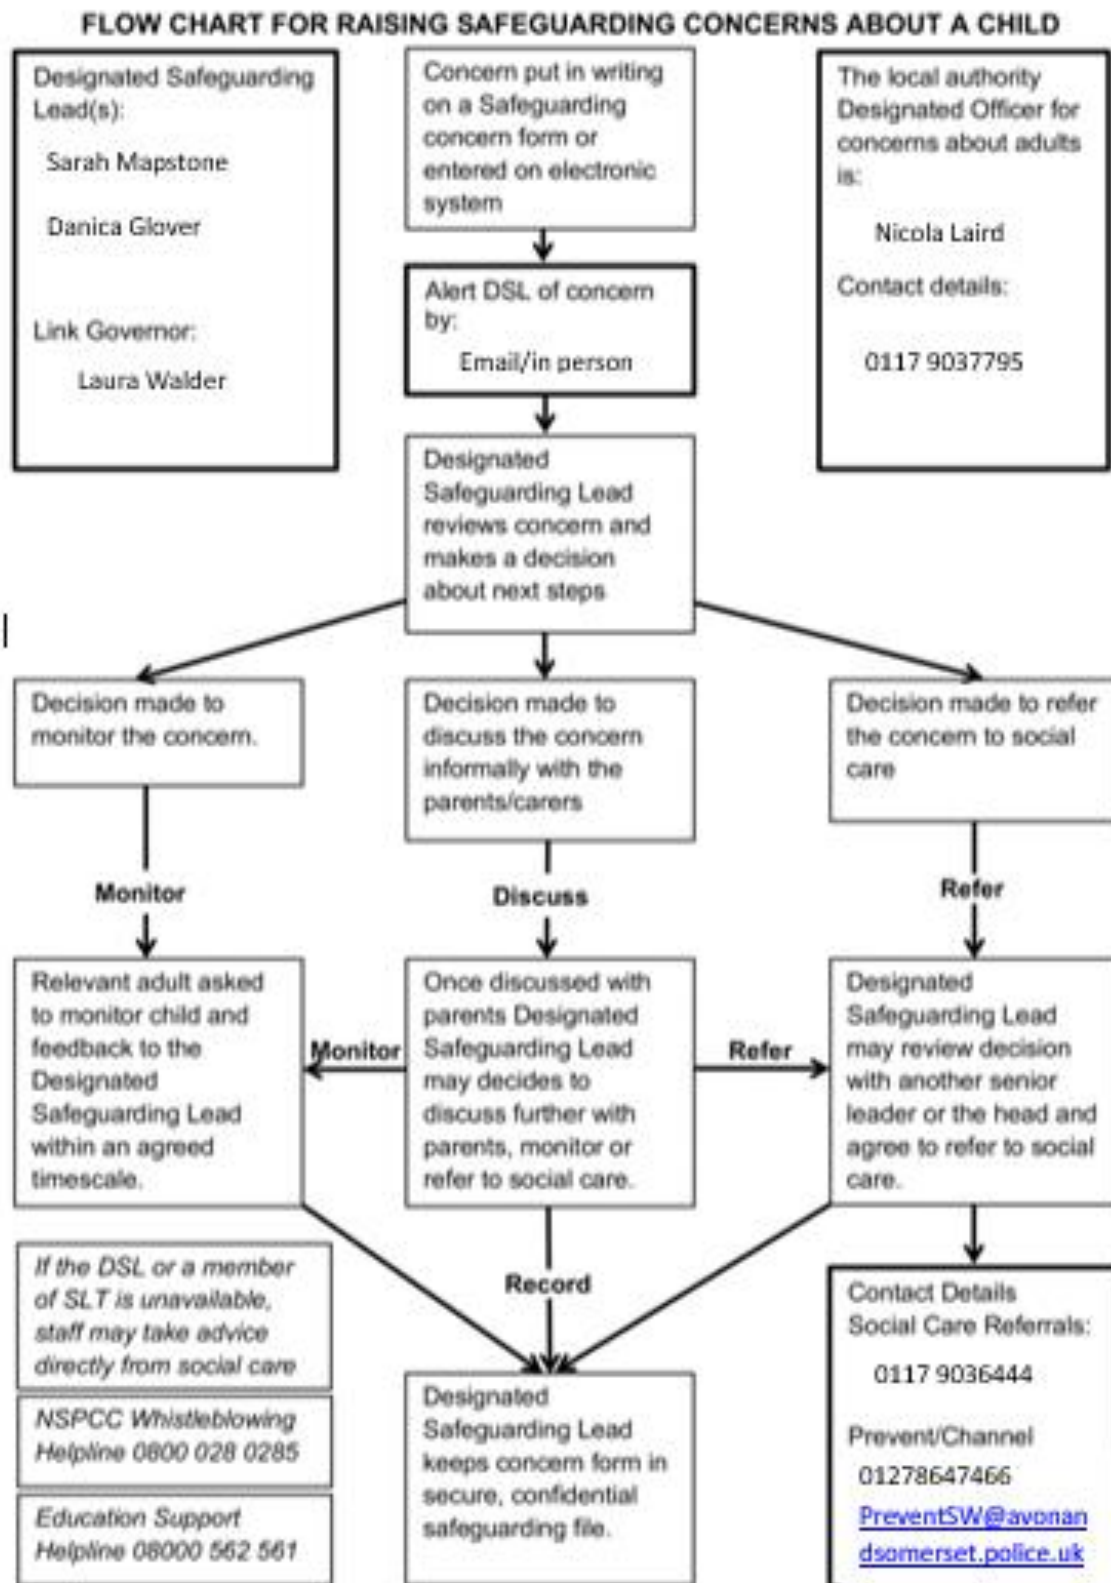 FLOW CHART FOR RAISING SAFEGUARDING CONCERNS ABOUT A CHILD
Designated Safeguarding
Lead(s):
Sarah Mapstone
Danica Glover
Link Governor:
Laura Walder
Concern put in writing
on a Safeguarding
concern form or
entered on electronic
system
The local authority
Designated Officer for
concerns about adults
is:
Nicola Laird
Contact details:
0117 9037795
Alert DSL of concern
by:
Email/in person
Designated
Safeguarding Lead
reviews concern and
makes a decision
about next steps
Decision made to
monitor the concern.
Decision made to
discuss the concern
informally with the
parents/carers
Decision made to refer
the concern to social
care
Monitor
Discuss
Refer
Relevant adult asked
to monitor child and
feedback to the
Designated
Safeguarding Lead
within an agreed
timescale.
Monitor
Once discussed with
parents Designated
Safeguarding Lead
may decides to
discuss further with
parents, monitor or
refer to social care.
Refer
Designated
Safeguarding Lead
may review decision
with another senior
leader or the head and
agree to refer to social
care.
If the DSL or a member
of SLT is unavailable,
staff may take advice
directly from social care
NSPCC Whistleblowing
Helpline 0800 028 0285
Education Support
Helpline 08000 562 561
Record
Designated
Safeguarding Lead
keeps concern form in
secure, confidential
safeguarding file.
Contact Details
Social Care Referrals:
0117 9036444
Prevent/Channel
01278647466
PreventSW@avonan
dsomerset.police.uk